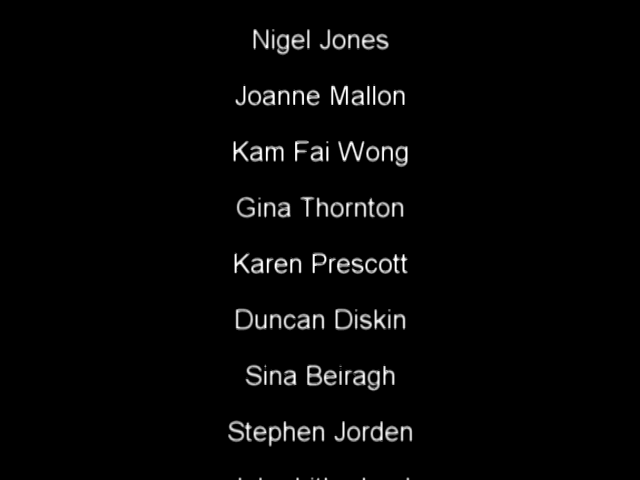 Nigel Jones
Joanne Mallon
Kam Fai Wong
Gina Thornton
Karen Prescott
Duncan Diskin
Sina Beiragh
Stephen Jorden